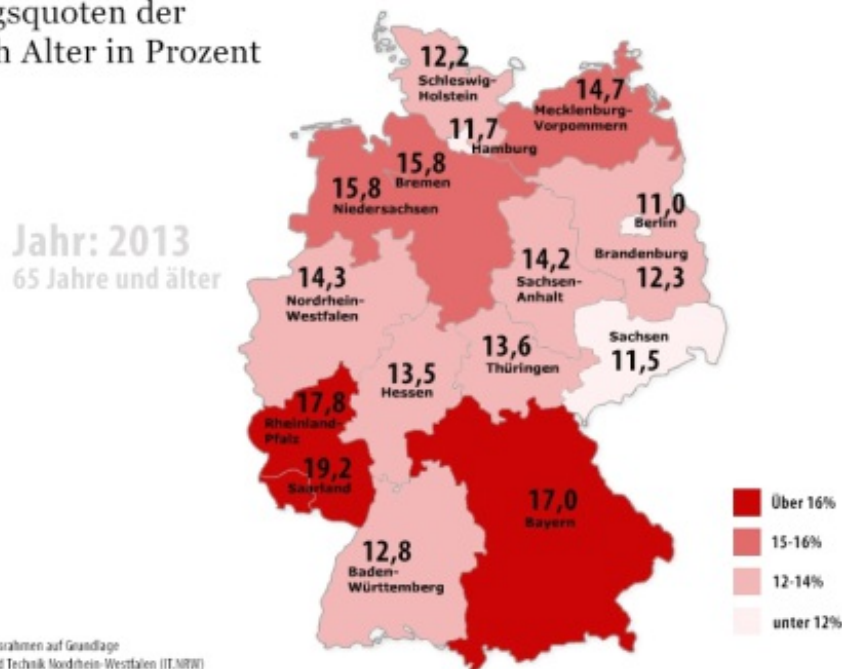 gsquoten der
h Alter in Prozent
Jahr: 2013
65 Jahre und älter
12,2
Schleswig-
Holstein
14,7
Mecklenburg-
Vorpommern
11,7
Hamburg
15,8
Bremen
15,8
Niedersachsen
11,0
Berlin
Brandenburg
12,3
14,2
Sachsen-
Anhalt
14,3
Nordrhein-
Westfalen
Sachsen
11,5
13,6
Thüringen
13,5
Hessen
17,8
Rheinland-
Pfalz
19,2
Saarland
17,0
Bayern
12,8
Baden-
Württemberg
Über 16%
15-16%
12-14%
unter 12%
srahmen auf Grundlage
d Technik Nordrhein-Westfalen (IT.NRW)